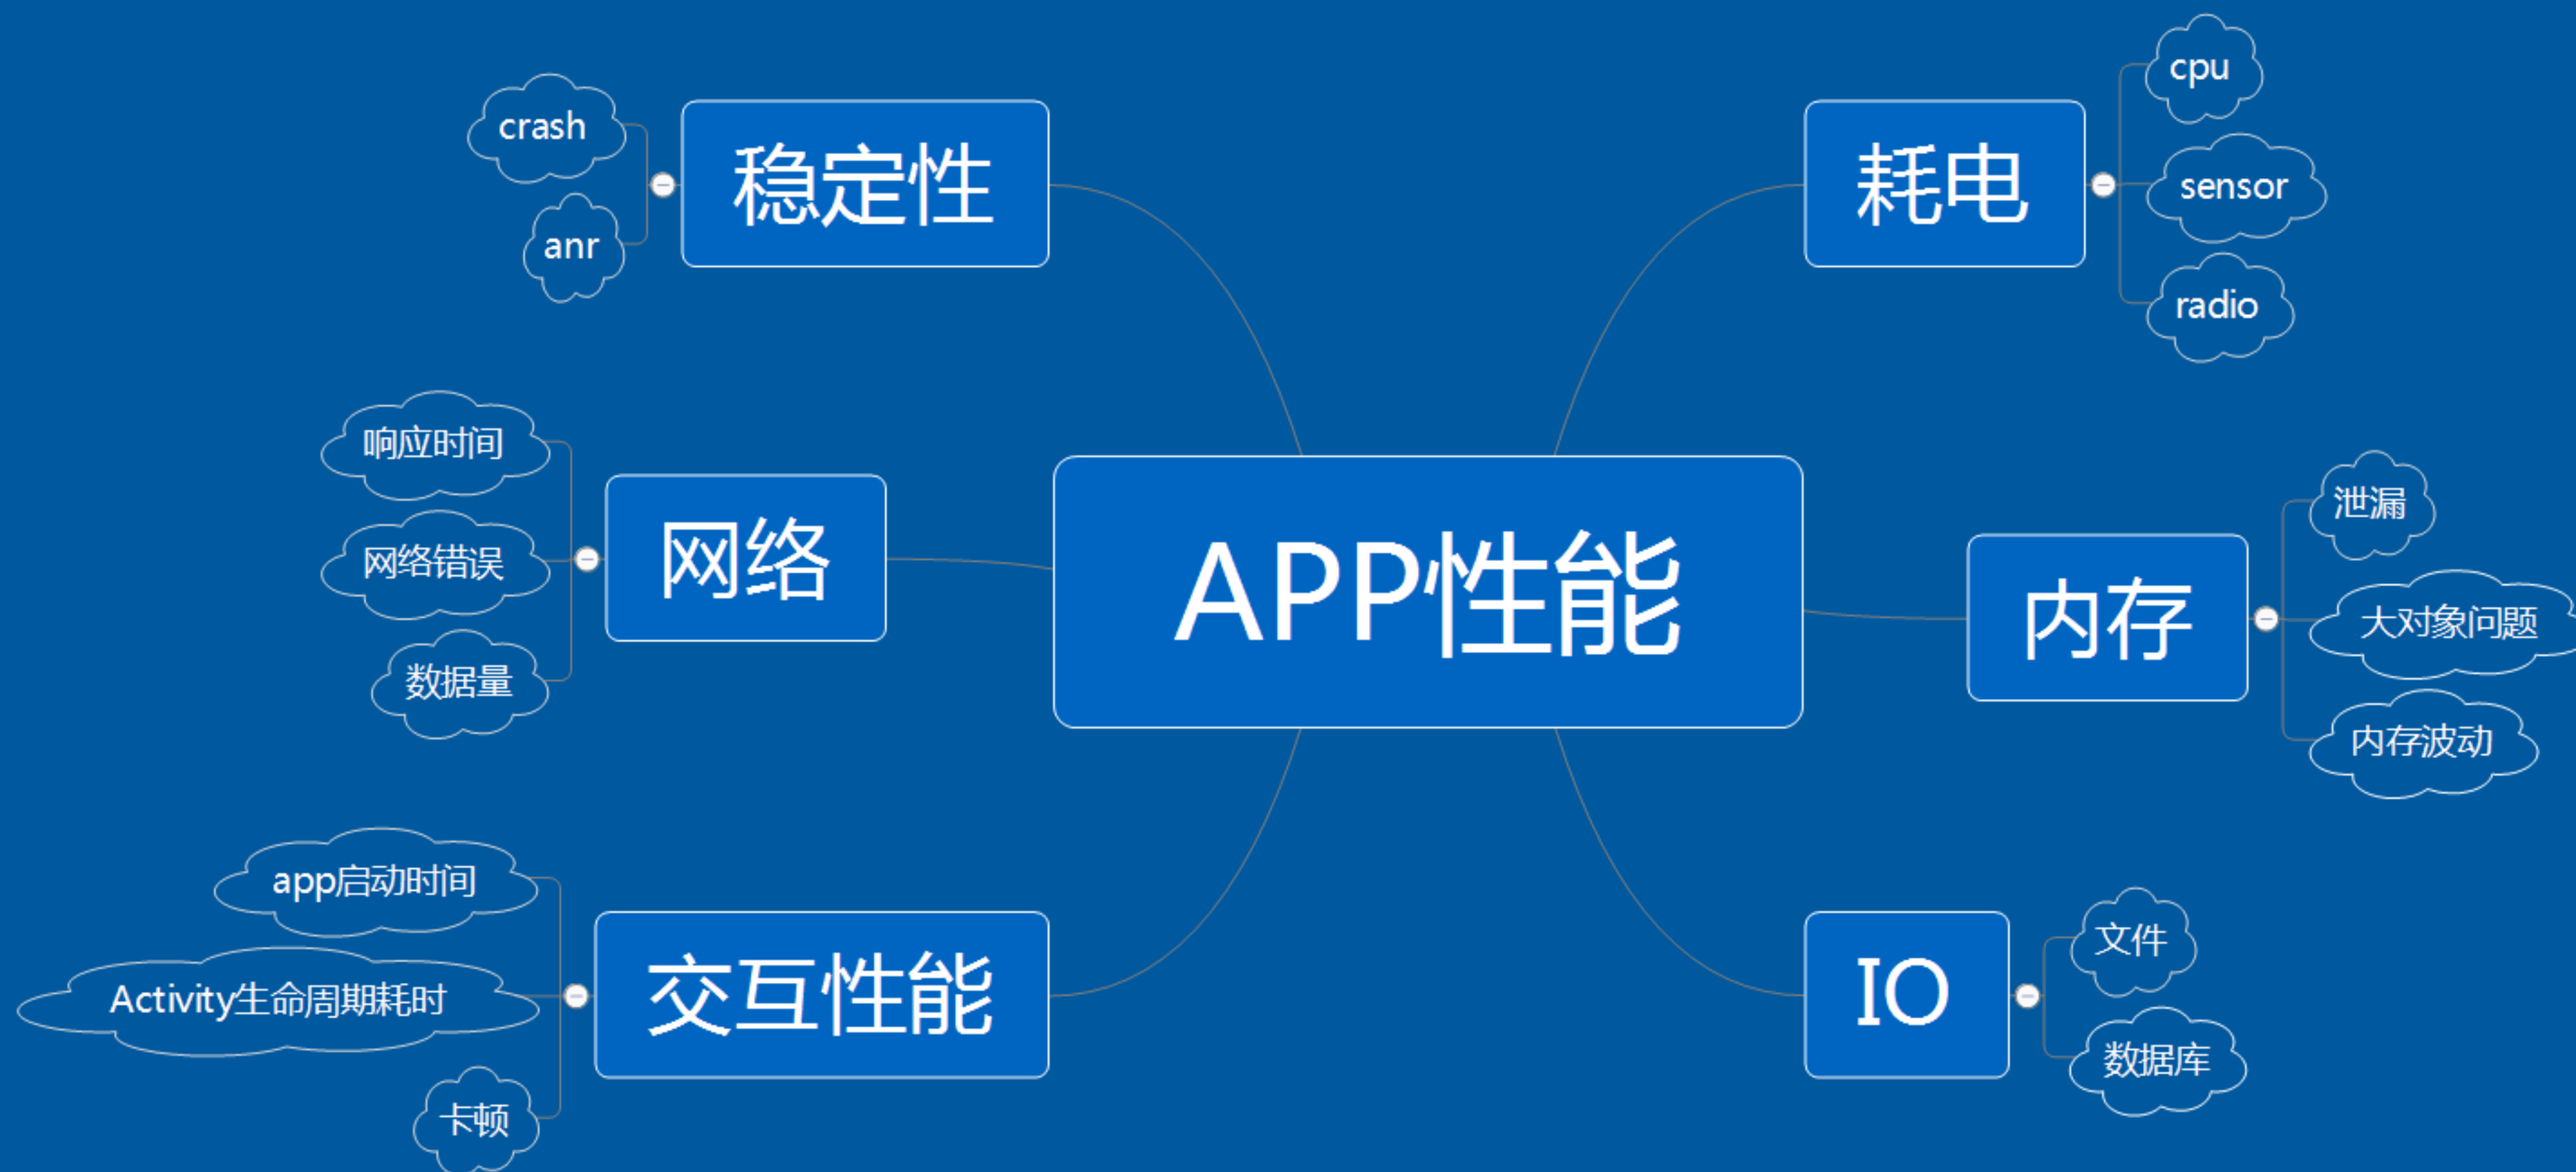 APP性能
稳定性
crash
anr
网络
响应时间
网络错误
数据量
交互性能
app启动时间
Activity生命周期耗时
卡顿
耗电
cpu
sensor
radio
内存
泄漏
大对象问题
内存波动
IO
文件
数据库